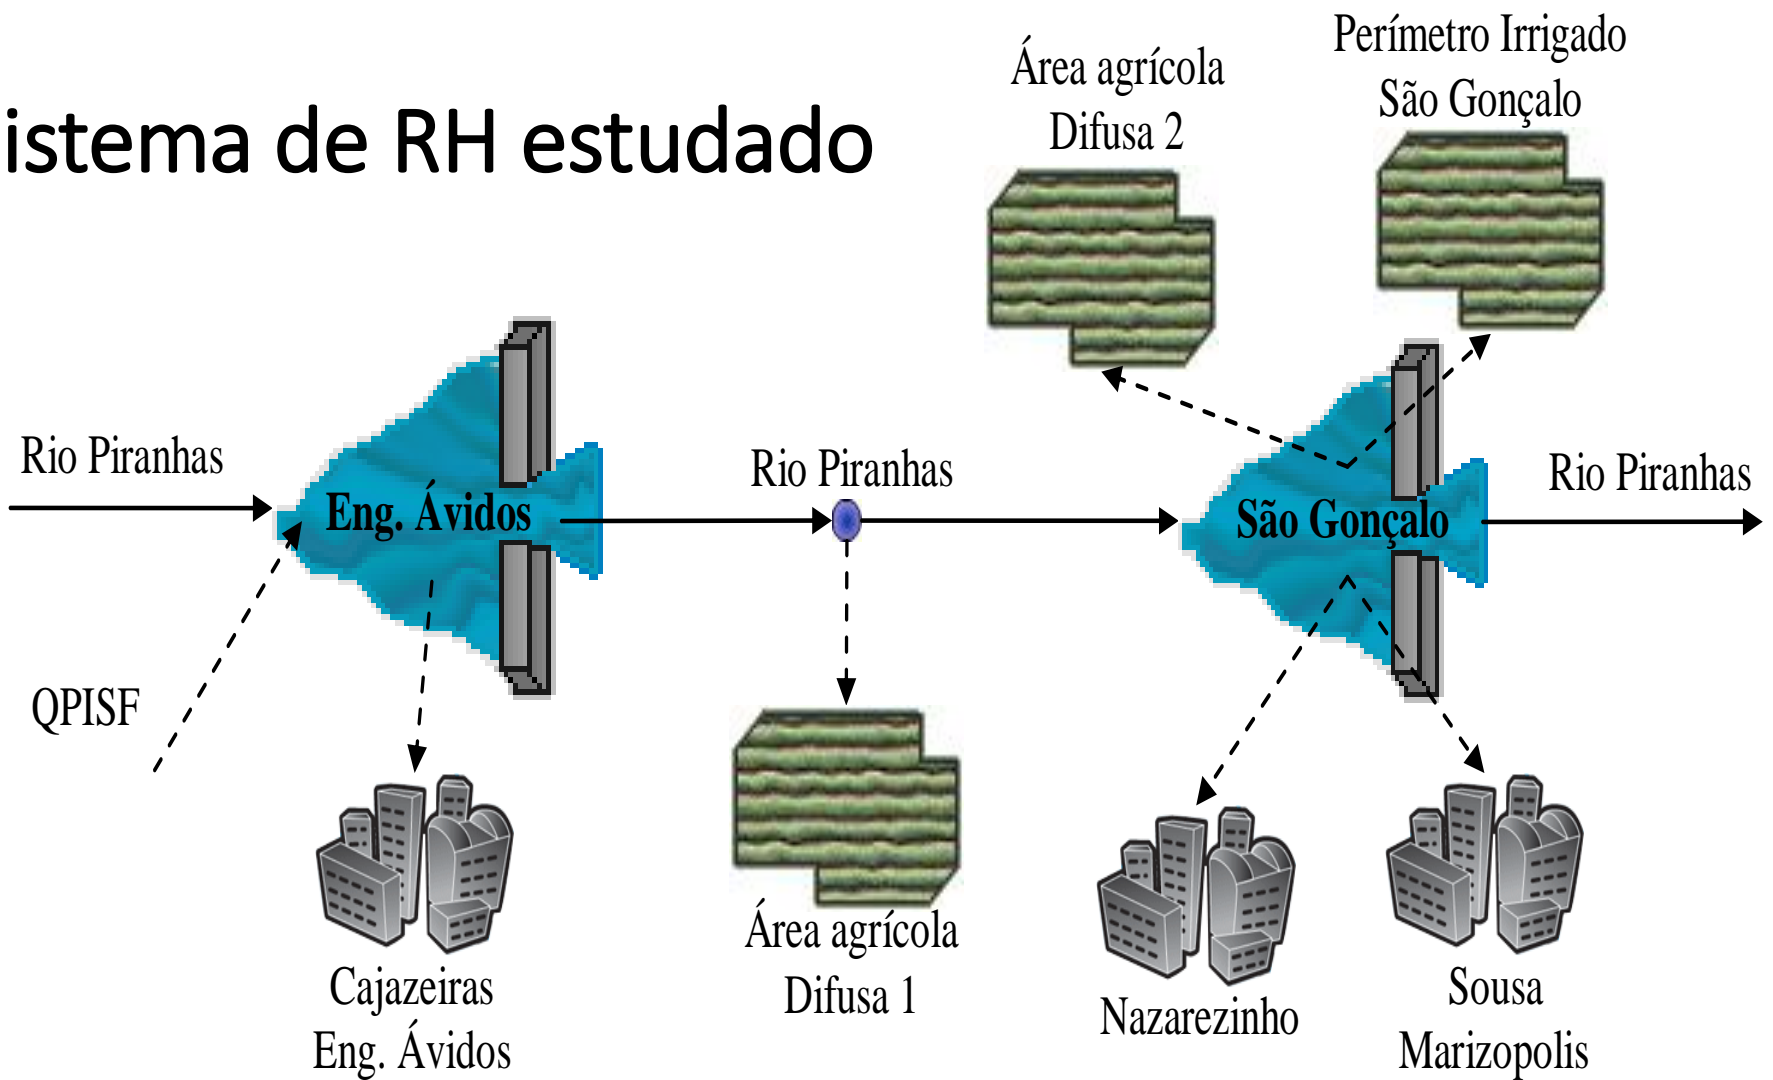 istema de RH estudado
Área agrícola
Difusa 2
Perímetro Irrigado
São Gonçalo
Rio Piranhas
Eng. Ávidos
Rio Piranhas
São Gonçalo
Rio Piranhas
QPISF
Cajazeiras
Eng. Ávidos
Área agrícola
Difusa 1
Nazarezinho
Sousa
Marizopolis